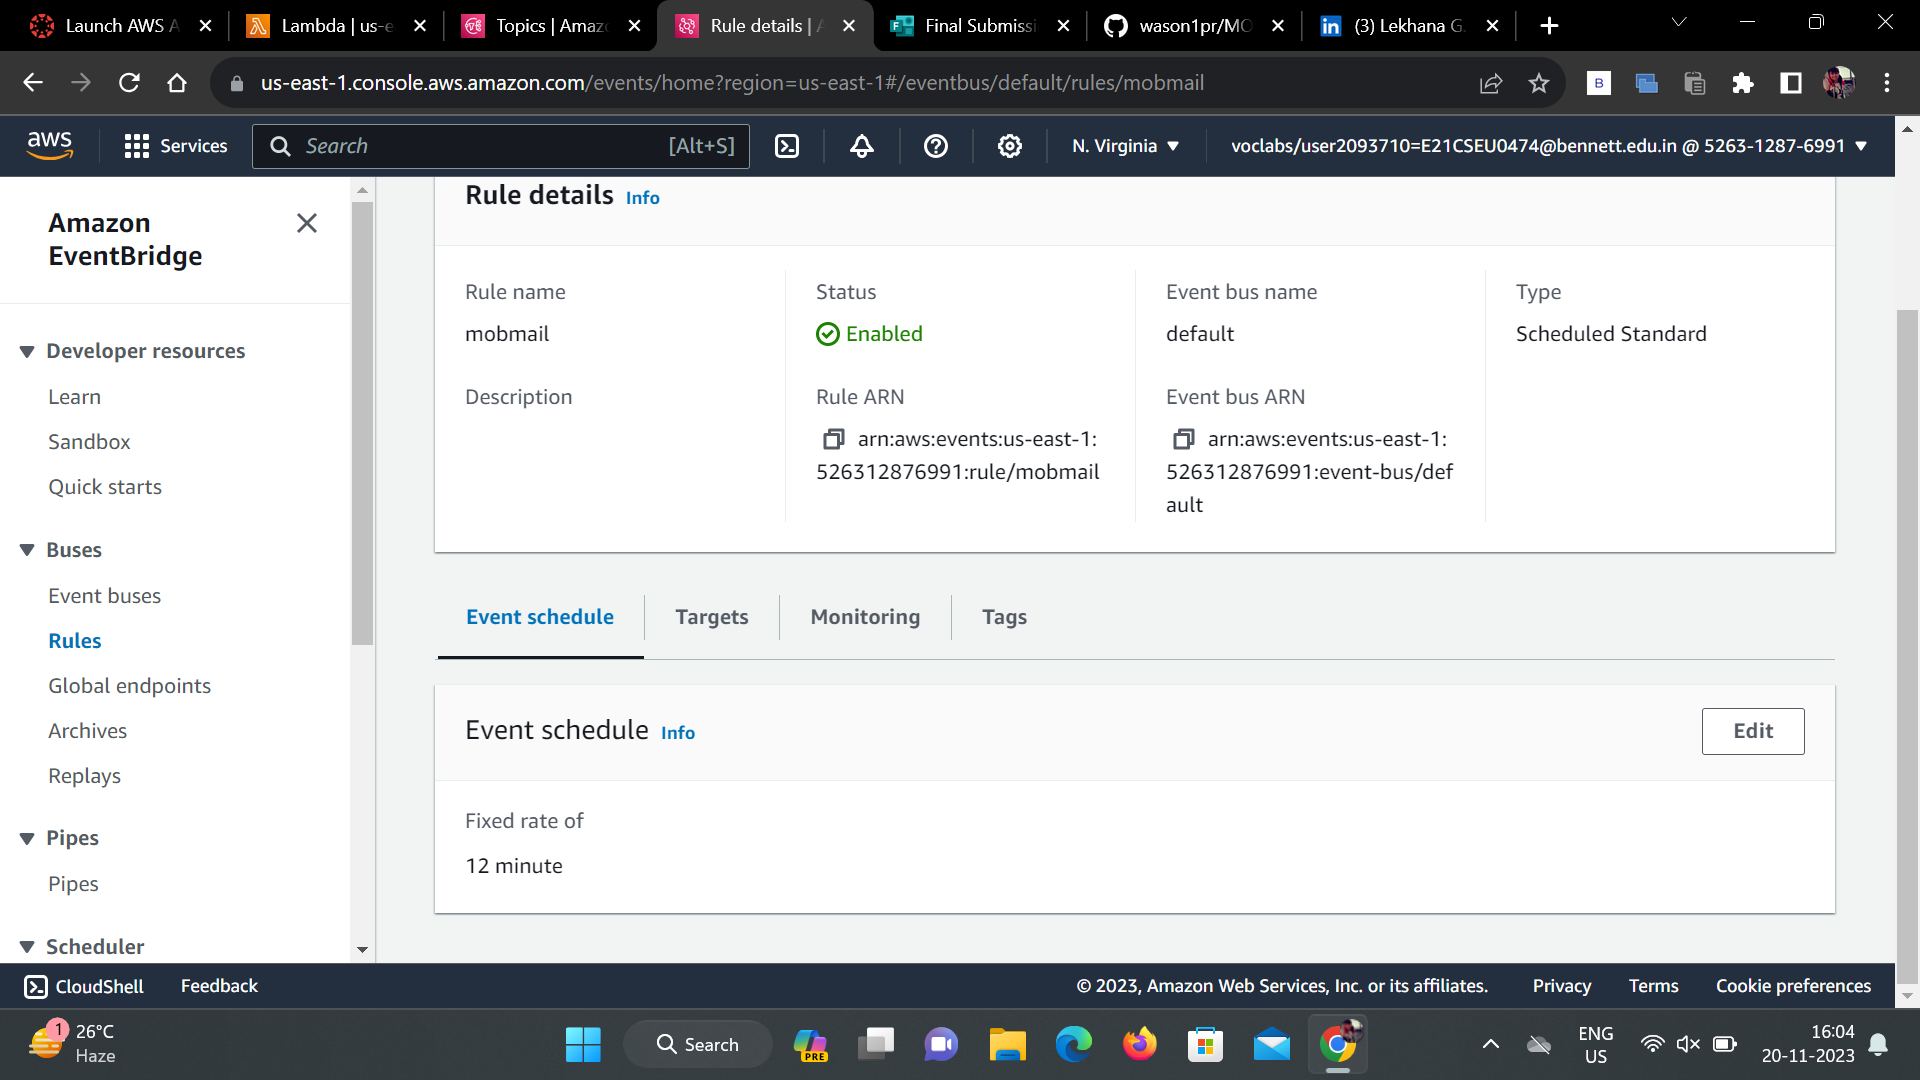 Launch AWS A
Lambda | us-e
Topics | Amazo
Rule details | A
Final Submissi
wason1pr/MO
(3) Lekhana G.
us-east-1.console.aws.amazon.com/events/home?region=us-east-1#/eventbus/default/rules/mobmail
aws
Services
Search
[Alt+S]
N. Virginia
voclabs/user2093710=E21CSEU0474@bennett.edu.in @ 5263-1287-6991
Amazon
EventBridge
Developer resources
Learn
Sandbox
Quick starts
Buses
Event buses
Rules
Global endpoints
Archives
Replays
Pipes
Pipes
Scheduler
Rule details Info
Rule name
mobmail
Status
Enabled
Event bus name
default
Type
Scheduled Standard
Description
Rule ARN
arn:aws:events:us-east-1:
526312876991:rule/mobmail
Event bus ARN
arn:aws:events:us-east-1:
526312876991:event-bus/def
ault
Event schedule
Targets
Monitoring
Tags
Event schedule Info
Edit
Fixed rate of
12 minute
CloudShell
Feedback
© 2023, Amazon Web Services, Inc. or its affiliates.
Privacy
Terms
Cookie preferences
1
26°C
Haze
Search
PRE
ENG
US
16:04
20-11-2023